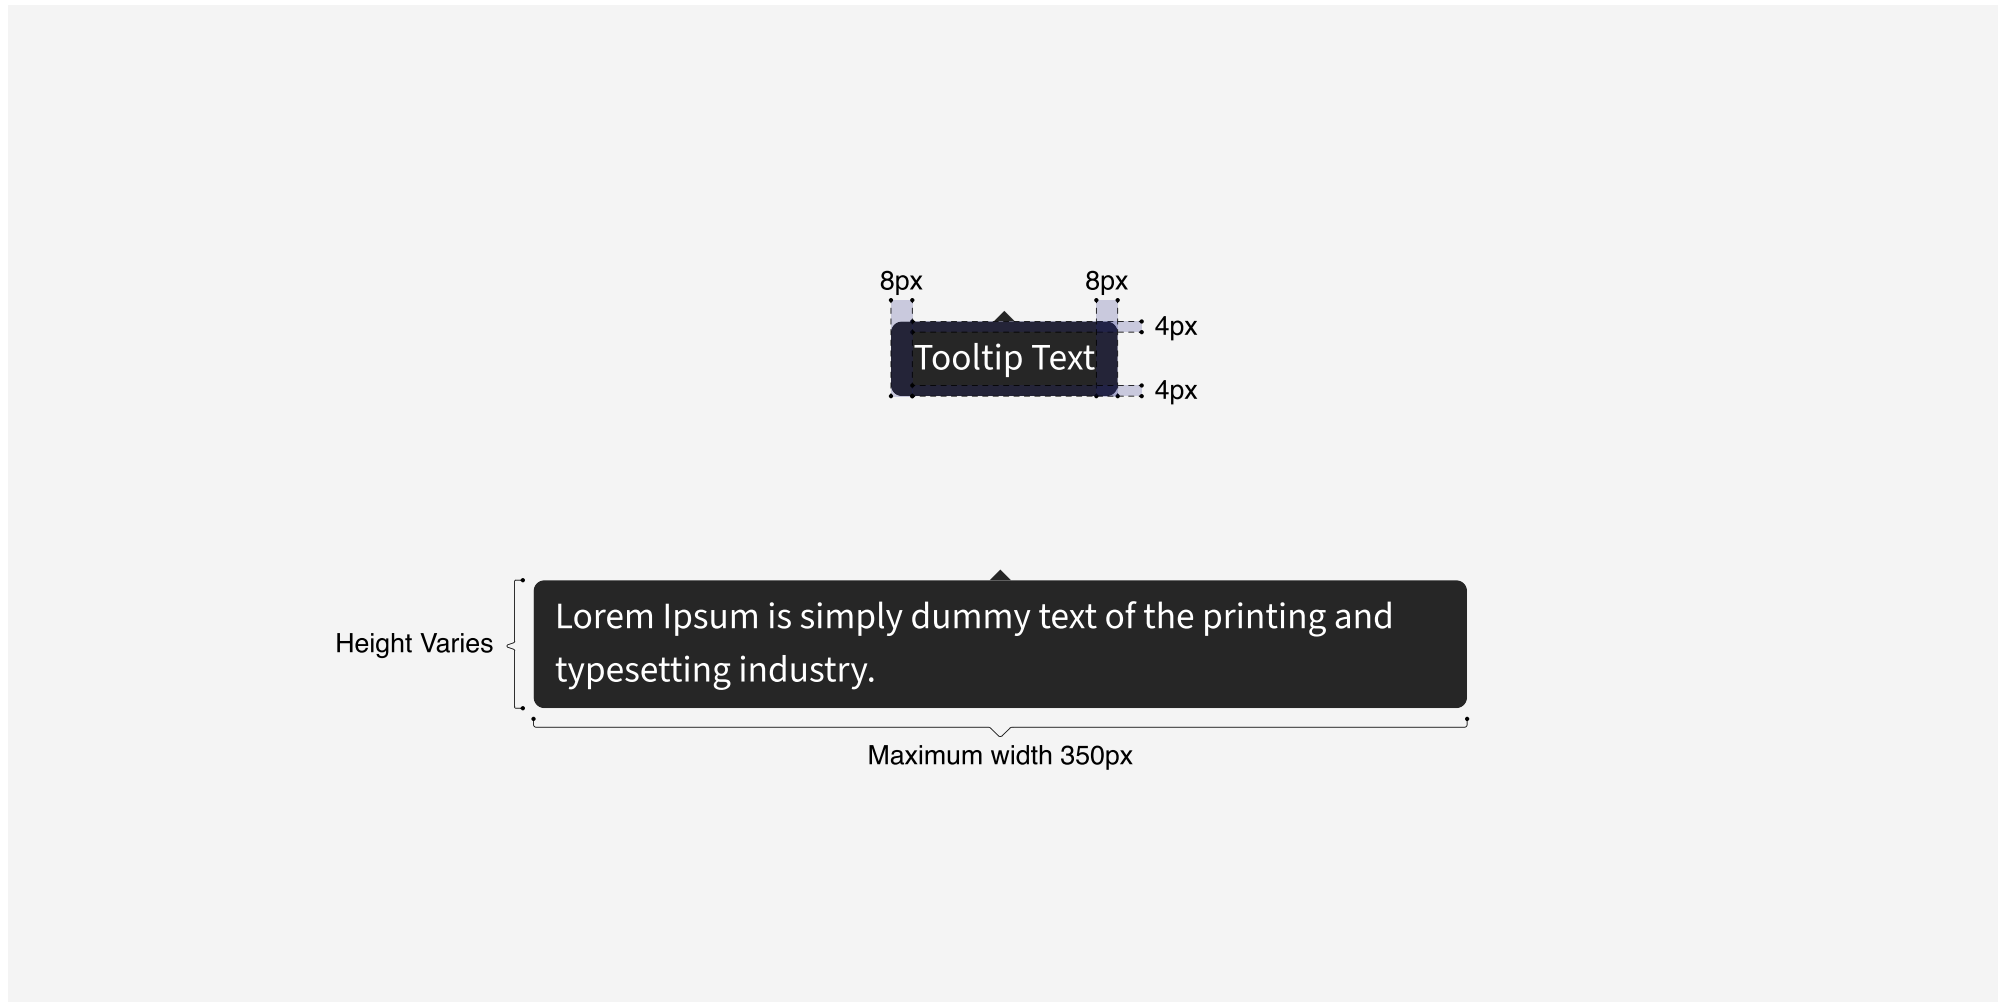 8px 8px
4px
Tooltip Text
4px
Lorem Ipsum is simply dummy text of the printing and
typesetting industry.
Height Varies
Maximum width 350px